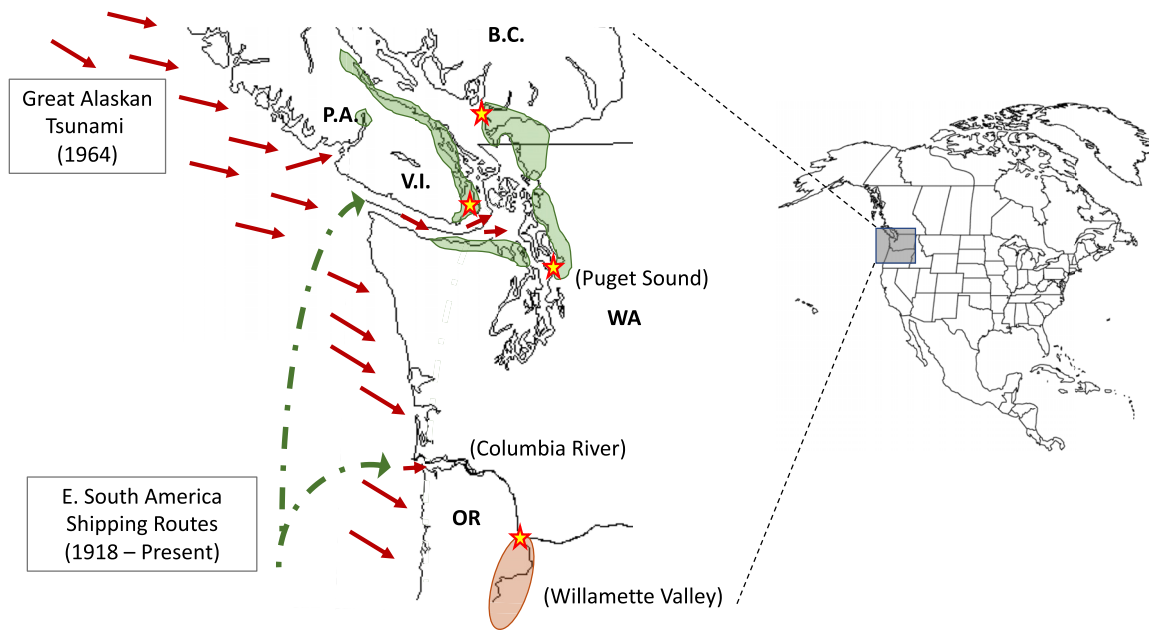 B.C.
Great Alaskan
Tsunami
(1964)
P.A.
V.I.
(Puget Sound)
WA
(Columbia River)
E. South America
Shipping Routes
(1918 – Present)
OR
(Willamette Valley)